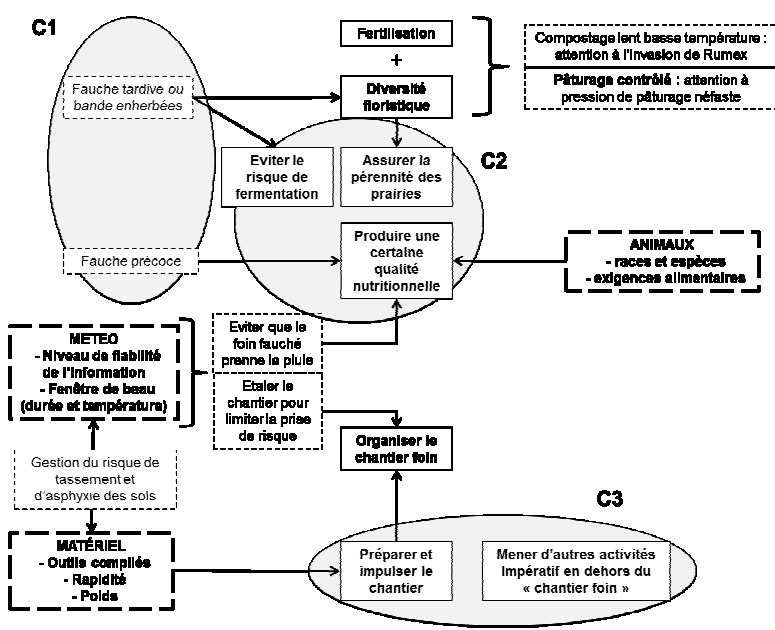 C1
Fertilisation
+
Diversité
floristique
Compostage lent basse température :
attention à l'invasion de Rumex
Pâturage contrôlé : attention à
pression de pâturage néfaste
Fauche tardive ou
bande enherbées
C2
Eviter le
risque de
fermentation
Assurer la
pérennité des
prairies
Produire une
certaine
qualité
nutritionnelle
Fauche précoce
ANIMAUX
- races et espèces
- exigences alimentaires
METEO
- Niveau de fiabilité
de l'information
- Fenêtre de beau
(durée et température)
Eviter que le
foin fauché
prenne la pluie
Etaler le
chantier pour
limiter la prise
de risque
Organiser le
chantier foin
Gestion du risque de
tassement et
d'asphyxie des sols
C3
MATÉRIEL
- Outils compilés
- Rapidité
- Poids
Préparer et
impulser le
chantier
Mener d'autres activités
impératif en dehors du
« chantier foin »